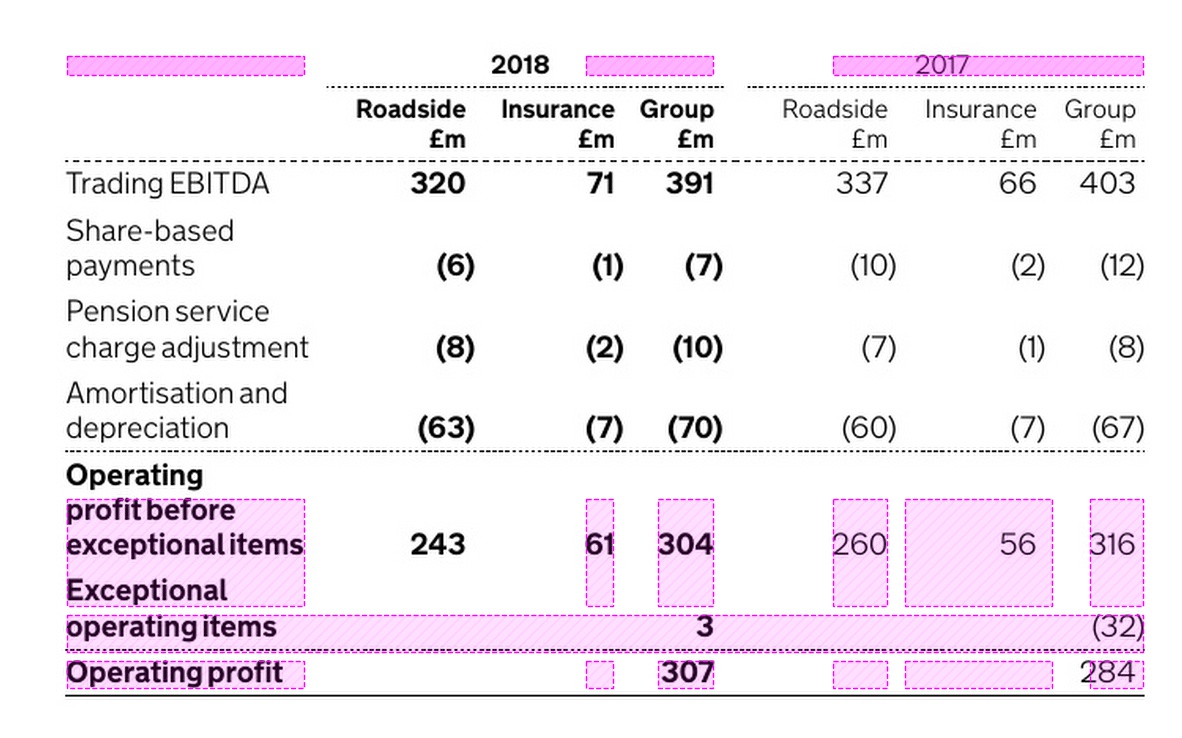 2018 2017
Roadside Insurance Group Roadside Insurance Group
£m £m £m £m £m £m
Trading EBITDA 320 71 391 337 66 403
Share-based
payments (6) (1) (7) (10) (2) (12)
Pension service
charge adjustment (8) (2) (10) (7) (1) (8)
Amortisation and
depreciation (63) (7) (70) (60) (7) (67)
Operating
profit before
exceptional items 243 61 304 260 56 316
Exceptional
operating items 3 (32)
Operating profit 307 284